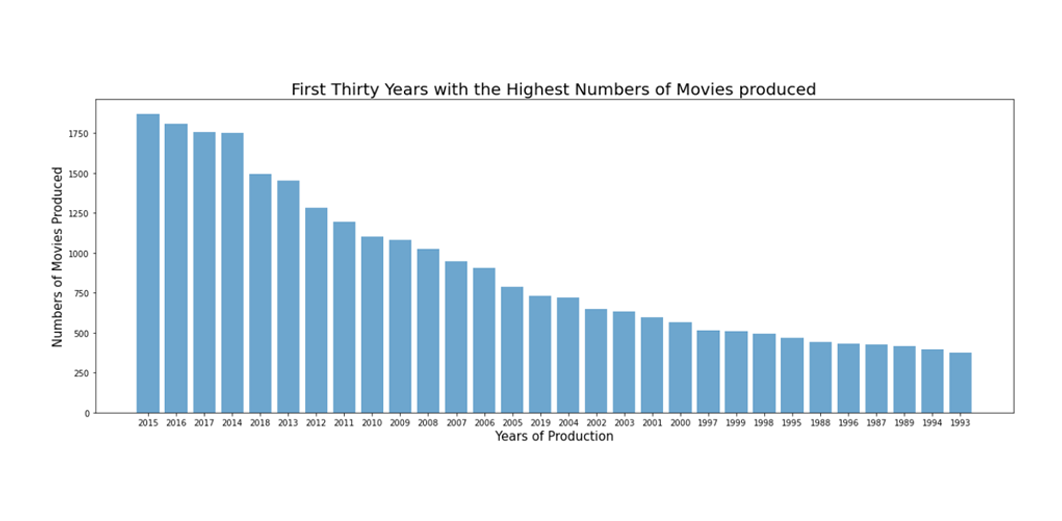 First Thirty Years with the Highest Numbers of Movies produced
Numbers of Movies Produced
1750
1500
1250
1000
750
500
250
0
2015 2016 2017 2014 2018 2013 2012 2011 2010 2009 2008 2007 2006 2005 2019 2004 2002 2003 2001 2000 1997 1999 1998 1995 1988 1996 1987 1989 1994 1993
Years of Production